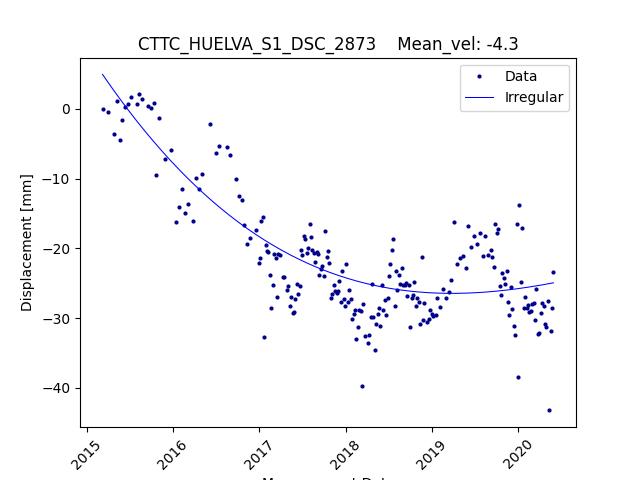 CTTC_HUELVA_S1_DSC_2873    Mean_vel: -4.3
Data
Irregular
Displacement [mm]
0
−10
−20
−30
−40
2015
2016
2017
2018
2019
2020